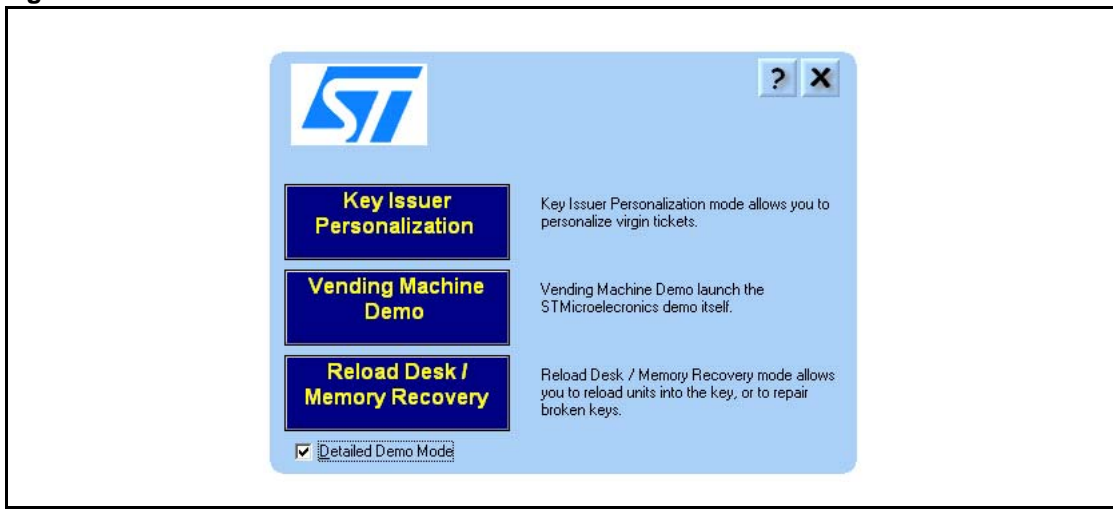 ST
? X
Key Issuer
Personalization
Key Issuer Personalization mode allows you to
personalize virgin tickets.
Vending Machine
Demo
Vending Machine Demo launch the
STMicroelecronics demo itself.
Reload Desk /
Memory Recovery
Reload Desk / Memory Recovery mode allows
you to reload units into the key, or to repair
broken keys.
Detailed Demo Mode